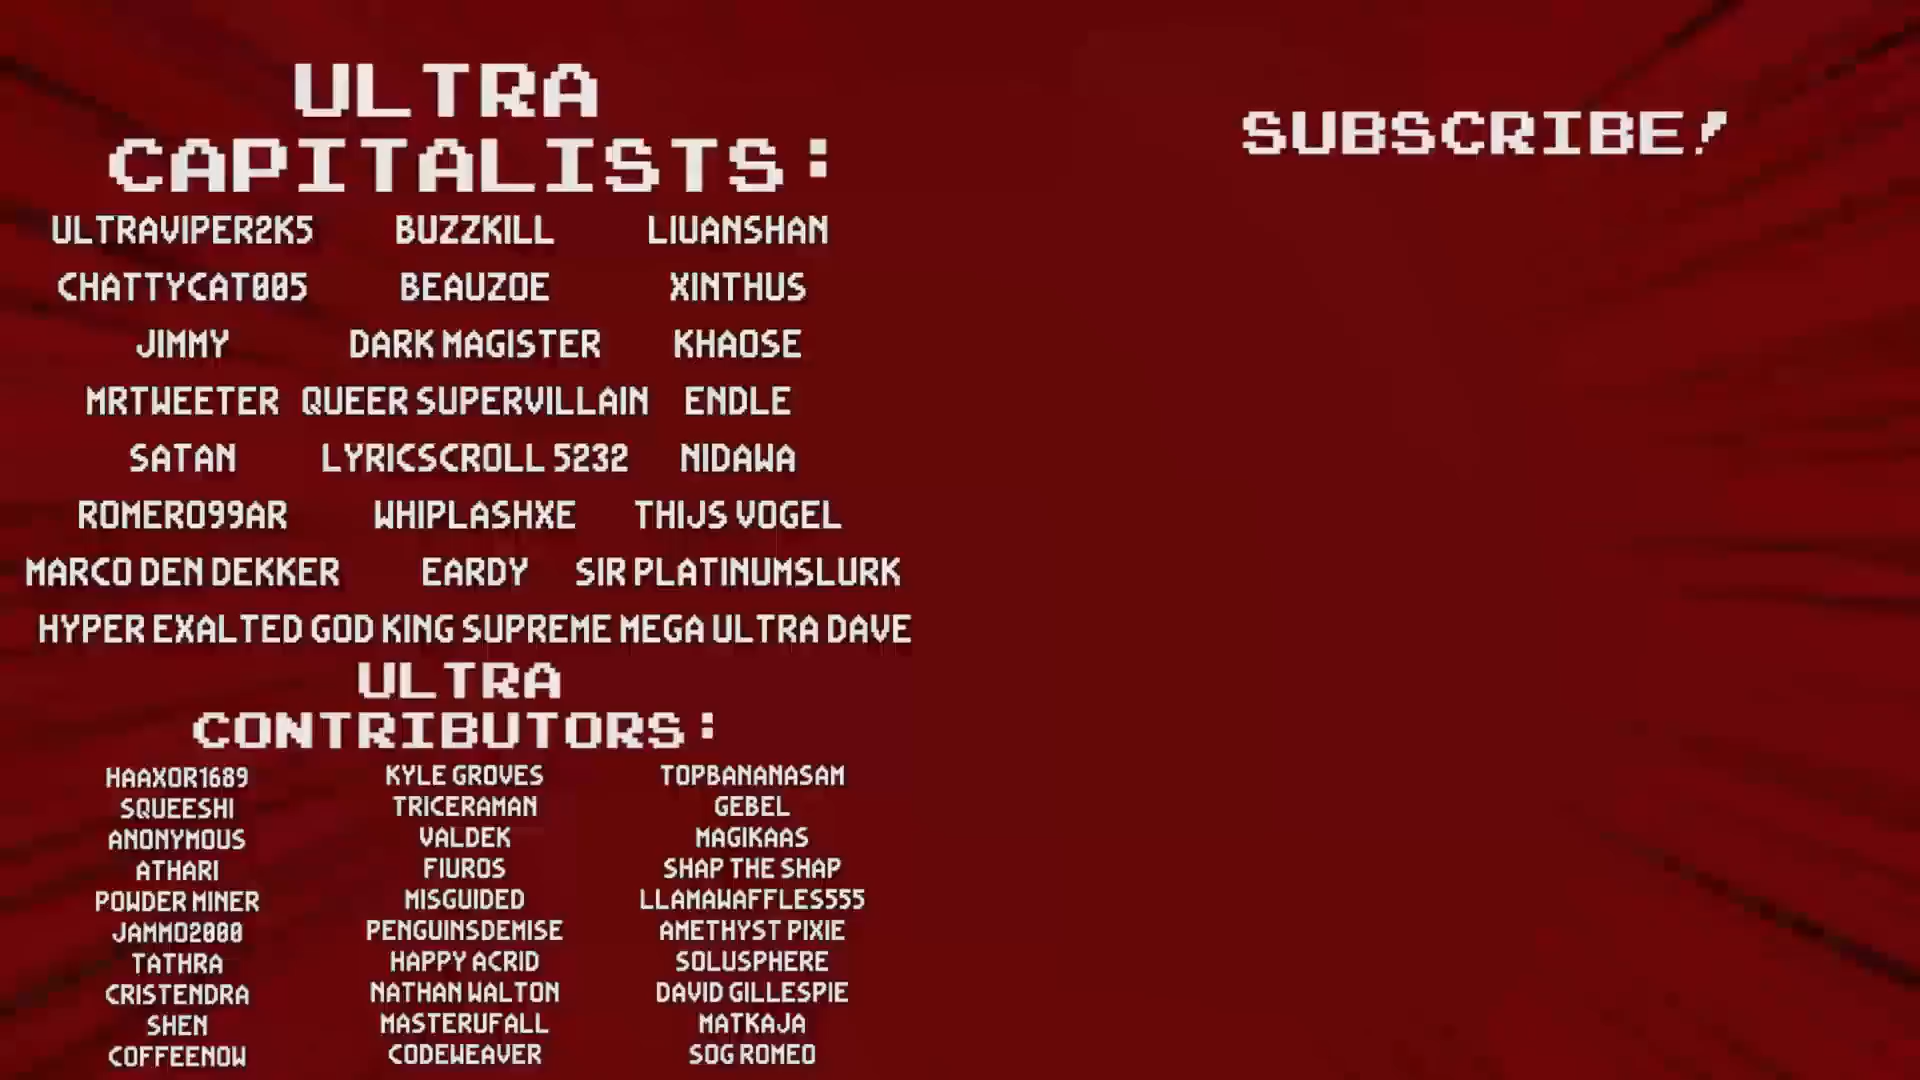 ULTRA
CAPITALISTS:
SUBSCRIBE!
ULTRAVIPER2K5 BUZZKILL LIUANSHAN
CHATTYCAT005 BEAUZOE XINTHUS
JIMMY DARK MAGISTER KHAOSE
MRTWEETER QUEER SUPERVILLAIN ENDLE
SATAN LYRICSCROLL 5232 NIDAWA
ROMERO99AR WHIPLASHXE THIJS VOGEL
MARCO DEN DEKKER EARDY SIR PLATINUMSLURK
HYPER EXALTED GOD KING SUPREME MEGA ULTRA DAVE
ULTRA
CONTRIBUTORS:
HAAXOR1689 KYLE GROVES TOPBANANASAM
SQUEESHI TRICERAMAN GEBEL
ANONYMOUS VALDEK MAGIKAAS
ATHARI FIUROS SHAP THE SHAP
POWDER MINER MISGUIDED LLAMAWAFFLES555
JAMMO2000 PENGUINSDEMISE AMETHYST PIXIE
TATHRA HAPPY ACRID SOLUSPHERE
CRISTENDRA NATHAN WALTON DAVID GILLESPIE
SHEN MASTERUFALL MATKAJA
COFFEENOW CODEWEAVER SOG ROMEO